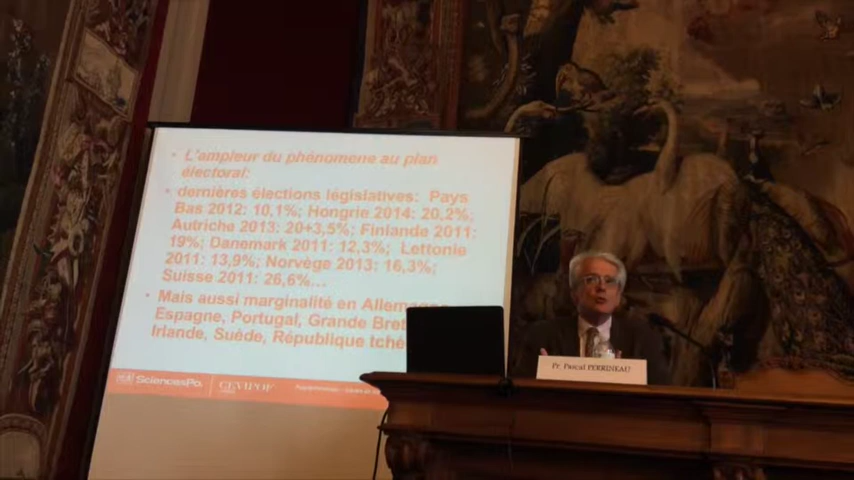 • L'ampleur du phénomène au plan
électoral:
• dernières élections législatives: Pays
Bas 2012: 10,1%; Hongrie 2014: 20,2%;
Autriche 2013: 20+3,5%; Finlande 2011:
19%; Danemark 2011: 12,3%; Lettonie
2011: 13,9%; Norvège 2013: 16,3%;
Suisse 2011: 26,6%...
• Mais aussi marginalité en
Espagne, Portugal, Grande
Irlande, Suède, République
SciencesPo. CEVIPOF
Pr. Pascal PERRINEAU